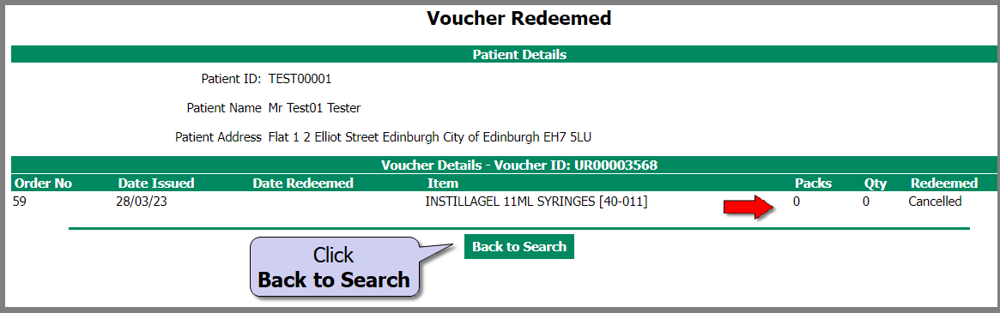 Voucher Redeemed
Patient Details
Patient ID: TEST00001
Patient Name Mr Test01 Tester
Patient Address Flat 1 2 Elliot Street Edinburgh City of Edinburgh EH7 5LU
Voucher Details - Voucher ID: UR00003568
Order No Date Issued Date Redeemed Item Packs Qty Redeemed
59 28/03/23 INSTILLAGEL 11ML SYRINGES [40-011] 0 0 Cancelled
Back to Search
Click
Back to Search